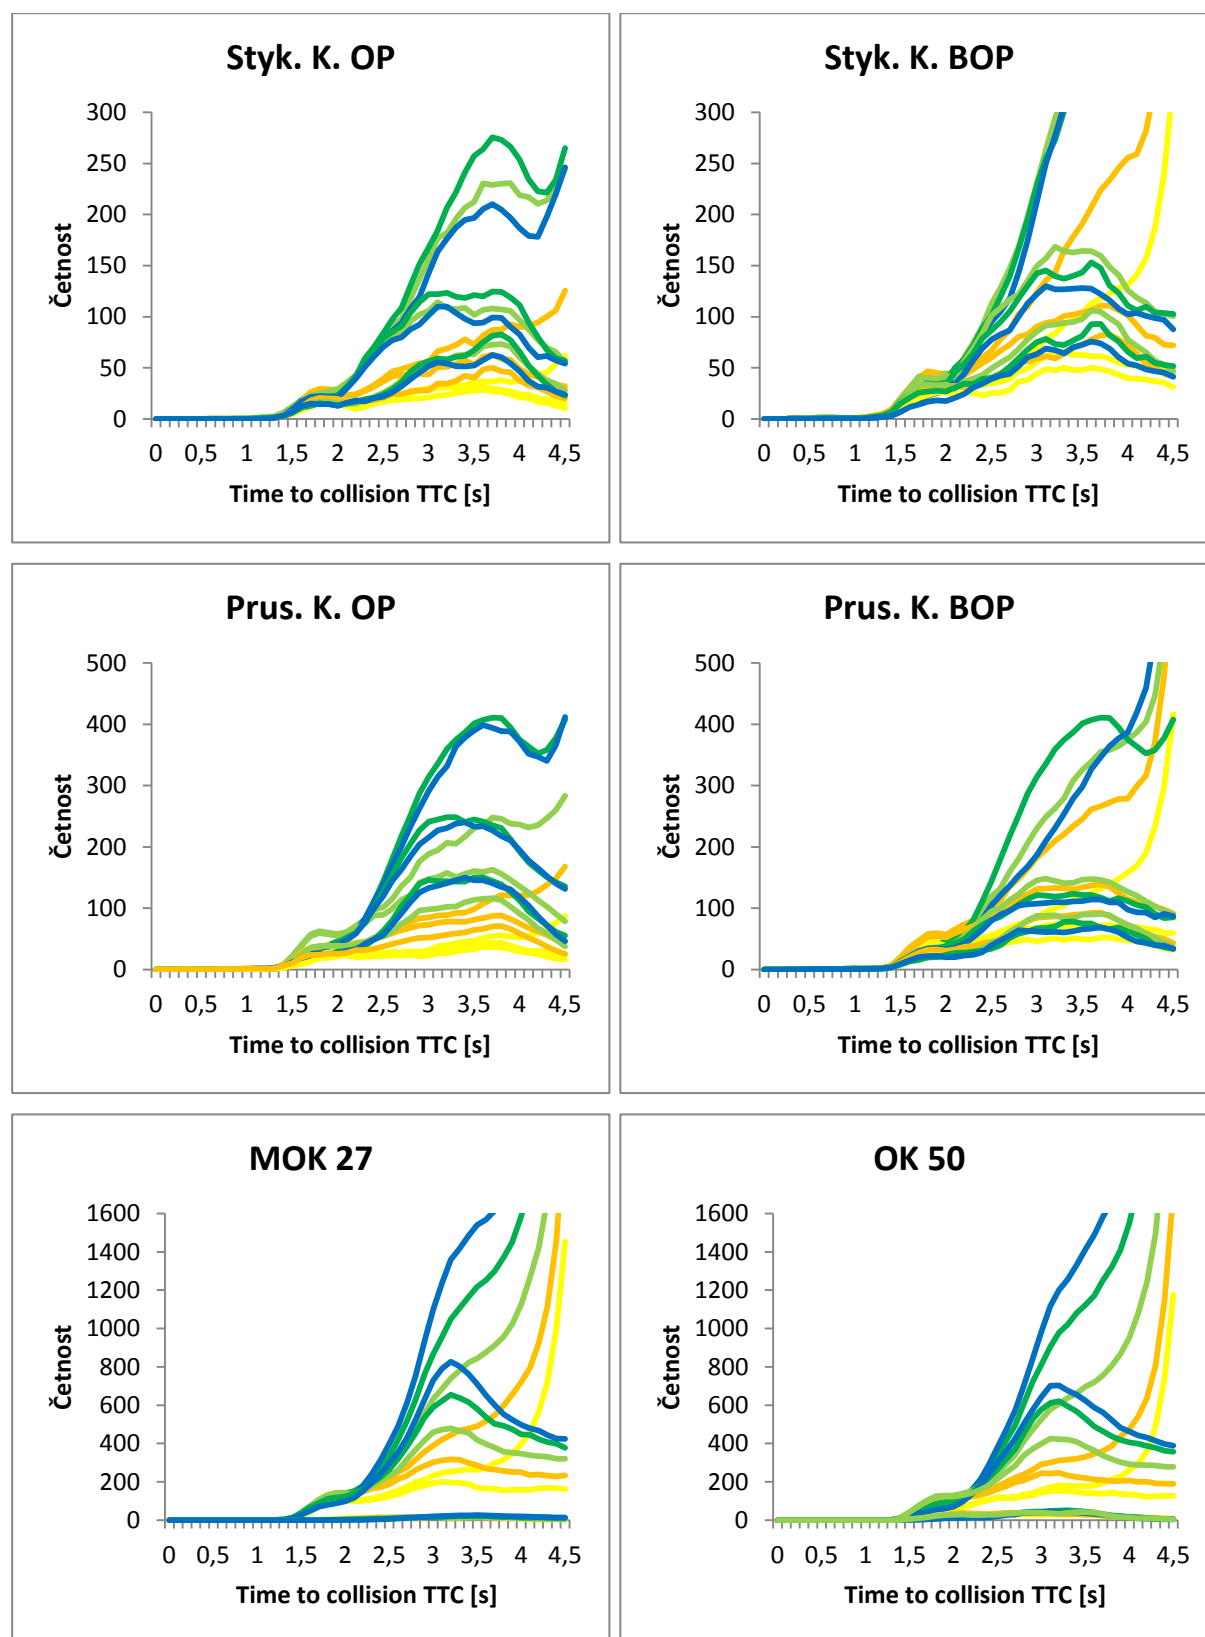 Styk. K. OP
300
250
200
150
100
50
0
Četnost
0 0,5 1 1,5 2 2,5 3 3,5 4 4,5
Time to collision TTC [s]
Styk. K. BOP
300
250
200
150
100
50
0
Četnost
0 0,5 1 1,5 2 2,5 3 3,5 4 4,5
Time to collision TTC [s]
Prus. K. OP
500
400
300
200
100
0
Četnost
0 0,5 1 1,5 2 2,5 3 3,5 4 4,5
Time to collision TTC [s]
Prus. K. BOP
500
400
300
200
100
0
Četnost
0 0,5 1 1,5 2 2,5 3 3,5 4 4,5
Time to collision TTC [s]
MOK 27
1600
1400
1200
1000
800
600
400
200
0
Četnost
0 0,5 1 1,5 2 2,5 3 3,5 4 4,5
Time to collision TTC [s]
OK 50
1600
1400
1200
1000
800
600
400
200
0
Četnost
0 0,5 1 1,5 2 2,5 3 3,5 4 4,5
Time to collision TTC [s]